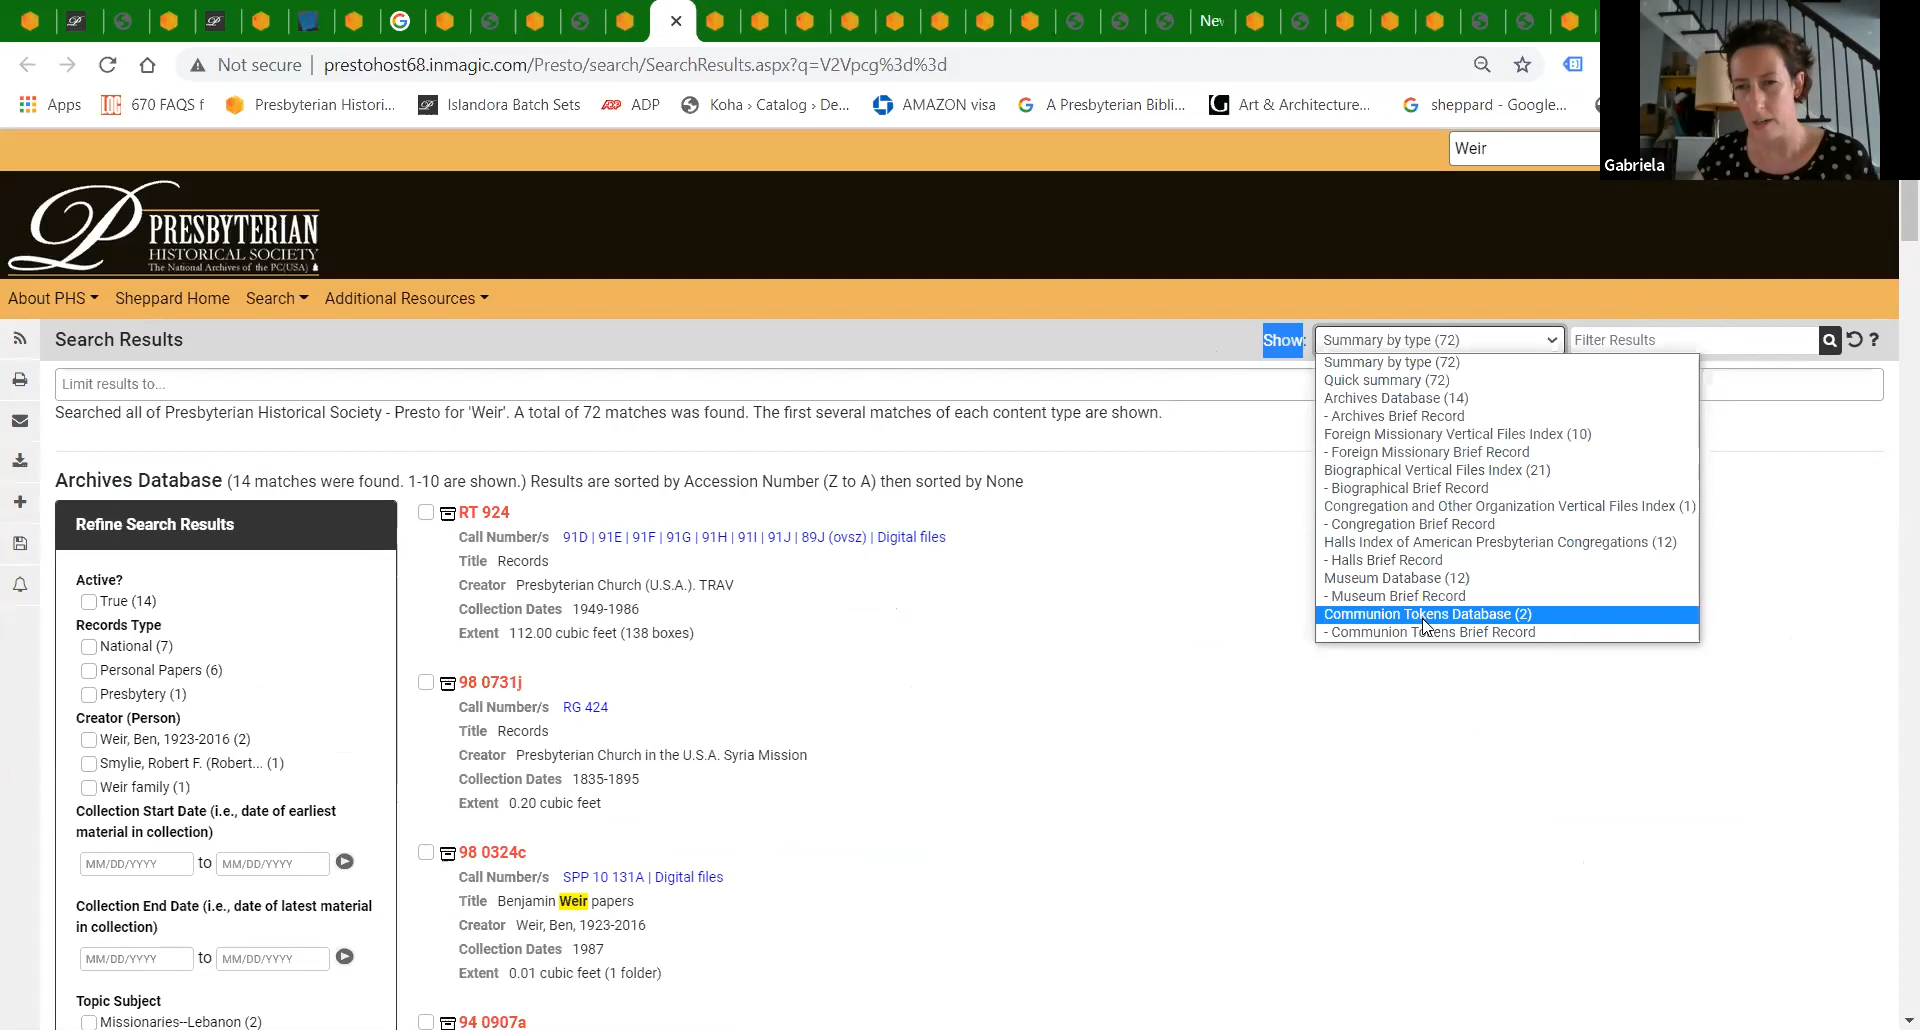 New
Not secure | prestohost68.inmagic.com/Presto/search/SearchResults.aspx?q=V2Vpcg%3d%3d
Apps 670 FAQS f Presbyterian Histori... Islandora Batch Sets ADP Koha › Catalog › De... AMAZON visa A Presbyterian Bibli... Art & Architecture... sheppard - Google...
Weir
Gabriela
PRESBYTERIAN
HISTORICAL SOCIETY
The National Archives of the PC(USA)
About PHS Sheppard Home Search Additional Resources
Search Results
Show: Summary by type (72) Filter Results ?
Limit results to...
Searched all of Presbyterian Historical Society - Presto for 'Weir'. A total of 72 matches was found. The first several matches of each content type are shown.
Summary by type (72)
Quick summary (72)
Archives Database (14)
- Archives Brief Record
Foreign Missionary Vertical Files Index (10)
- Foreign Missionary Brief Record
Biographical Vertical Files Index (21)
- Biographical Brief Record
Congregation and Other Organization Vertical Files Index (1)
- Congregation Brief Record
Halls Index of American Presbyterian Congregations (12)
- Halls Brief Record
Museum Database (12)
- Museum Brief Record
Communion Tokens Database (2)
- Communion Tokens Brief Record
Archives Database (14 matches were found. 1-10 are shown.) Results are sorted by Accession Number (Z to A) then sorted by None
Refine Search Results
Active?
True (14)
Records Type
National (7)
Personal Papers (6)
Presbytery (1)
Creator (Person)
Weir, Ben, 1923-2016 (2)
Smylie, Robert F. (Robert... (1)
Weir family (1)
Collection Start Date (i.e., date of earliest
material in collection)
MM/DD/YYYY to MM/DD/YYYY
Collection End Date (i.e., date of latest material
in collection)
MM/DD/YYYY to MM/DD/YYYY
Topic Subject
Missionaries--Lebanon (2)
RT 924
Call Number/s 91D | 91E | 91F | 91G | 91H | 91I | 91J | 89J (ovsz) | Digital files
Title Records
Creator Presbyterian Church (U.S.A.). TRAV
Collection Dates 1949-1986
Extent 112.00 cubic feet (138 boxes)
98 0731j
Call Number/s RG 424
Title Records
Creator Presbyterian Church in the U.S.A. Syria Mission
Collection Dates 1835-1895
Extent 0.20 cubic feet
98 0324c
Call Number/s SPP 10 131A | Digital files
Title Benjamin Weir papers
Creator Weir, Ben, 1923-2016
Collection Dates 1987
Extent 0.01 cubic feet (1 folder)
94 0907a